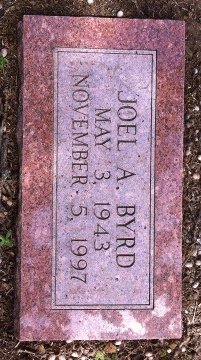 JOEL A. BYRD
MAY 3, 1943
NOVEMBER 5, 1997